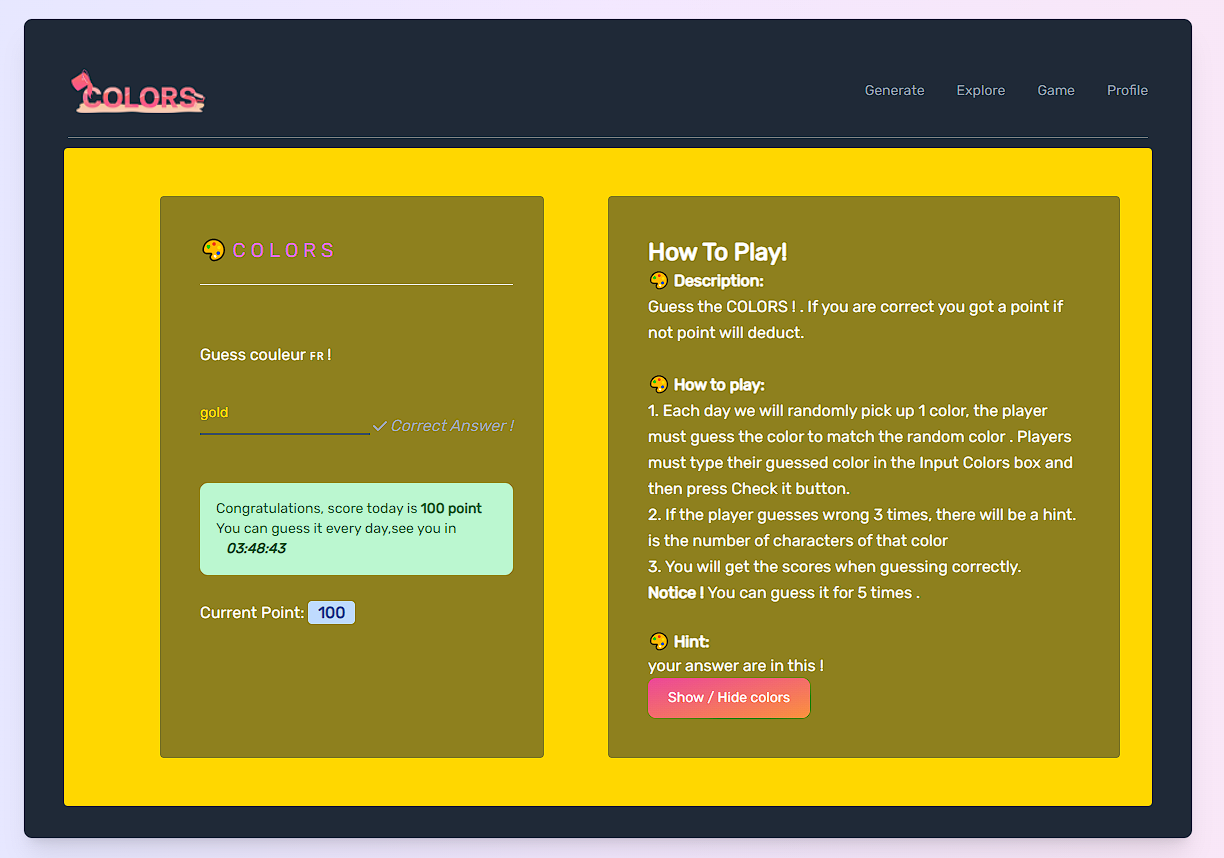 COLORS
Generate Explore Game Profile
COLORS
Guess couleur FR !
gold
Correct Answer !
Congratulations, score today is 100 point
You can guess it every day,see you in
03:48:43
Current Point: 100
How To Play!
Description:
Guess the COLORS ! . If you are correct you got a point if
not point will deduct.
How to play:
1. Each day we will randomly pick up 1 color, the player
must guess the color to match the random color . Players
must type their guessed color in the Input Colors box and
then press Check it button.
2. If the player guesses wrong 3 times, there will be a hint.
is the number of characters of that color
3. You will get the scores when guessing correctly.
Notice ! You can guess it for 5 times .
Hint:
your answer are in this !
Show / Hide colors